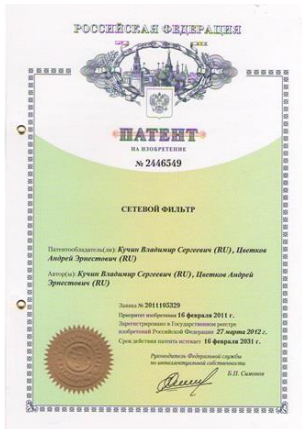 РОССИЙСКАЯ ФЕДЕРАЦИЯ
ПАТЕНТ
НА ИЗОБРЕТЕНИЕ
№ 2446549
СЕТЕВОЙ ФИЛЬТР
Патентообладатель(ли): Кучин Владимир Сергеевич (RU), Цветков
Андрей Эрнестович (RU)
Автор(ы): Кучин Владимир Сергеевич (RU), Цветков Андрей
Эрнестович (RU)
Заявка № 2011105329
Приоритет изобретения 16 февраля 2011 г.
Зарегистрировано в Государственном реестре
изобретений Российской Федерации 27 марта 2012 г.
Срок действия патента истекает 16 февраля 2031 г.
Руководитель Федеральной службы
по интеллектуальной собственности
Б.П. Симонов